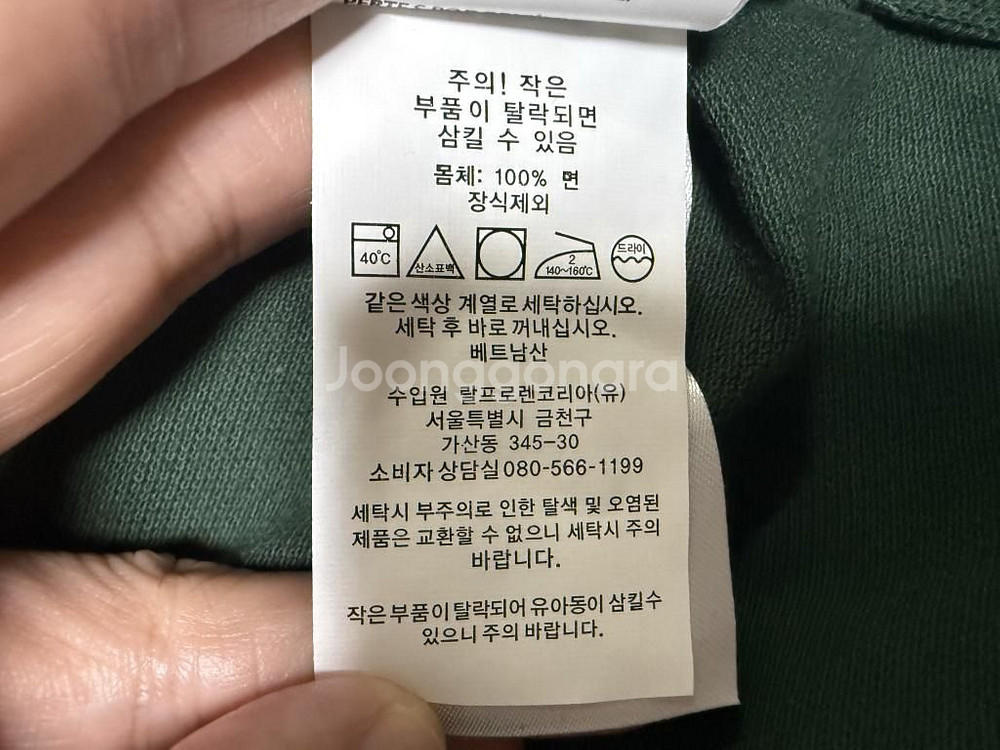 주의! 작은
부품이 탈락되면
삼킬 수 있음
몸체: 100% 면
장식제외
40℃
산소표백
2
140~160℃
드라이
같은 색상 계열로 세탁하십시오.
세탁 후 바로 꺼내십시오.
베트남산
Joonggonara
수입원 랄프로렌코리아(유)
서울특별시 금천구
가산동 345-30
소비자 상담실 080-566-1199
세탁시 부주의로 인한 탈색 및 오염된
제품은 교환할 수 없으니 세탁시 주의
바랍니다.
작은 부품이 탈락되어 유아동이 삼킬수
있으니 주의 바랍니다.